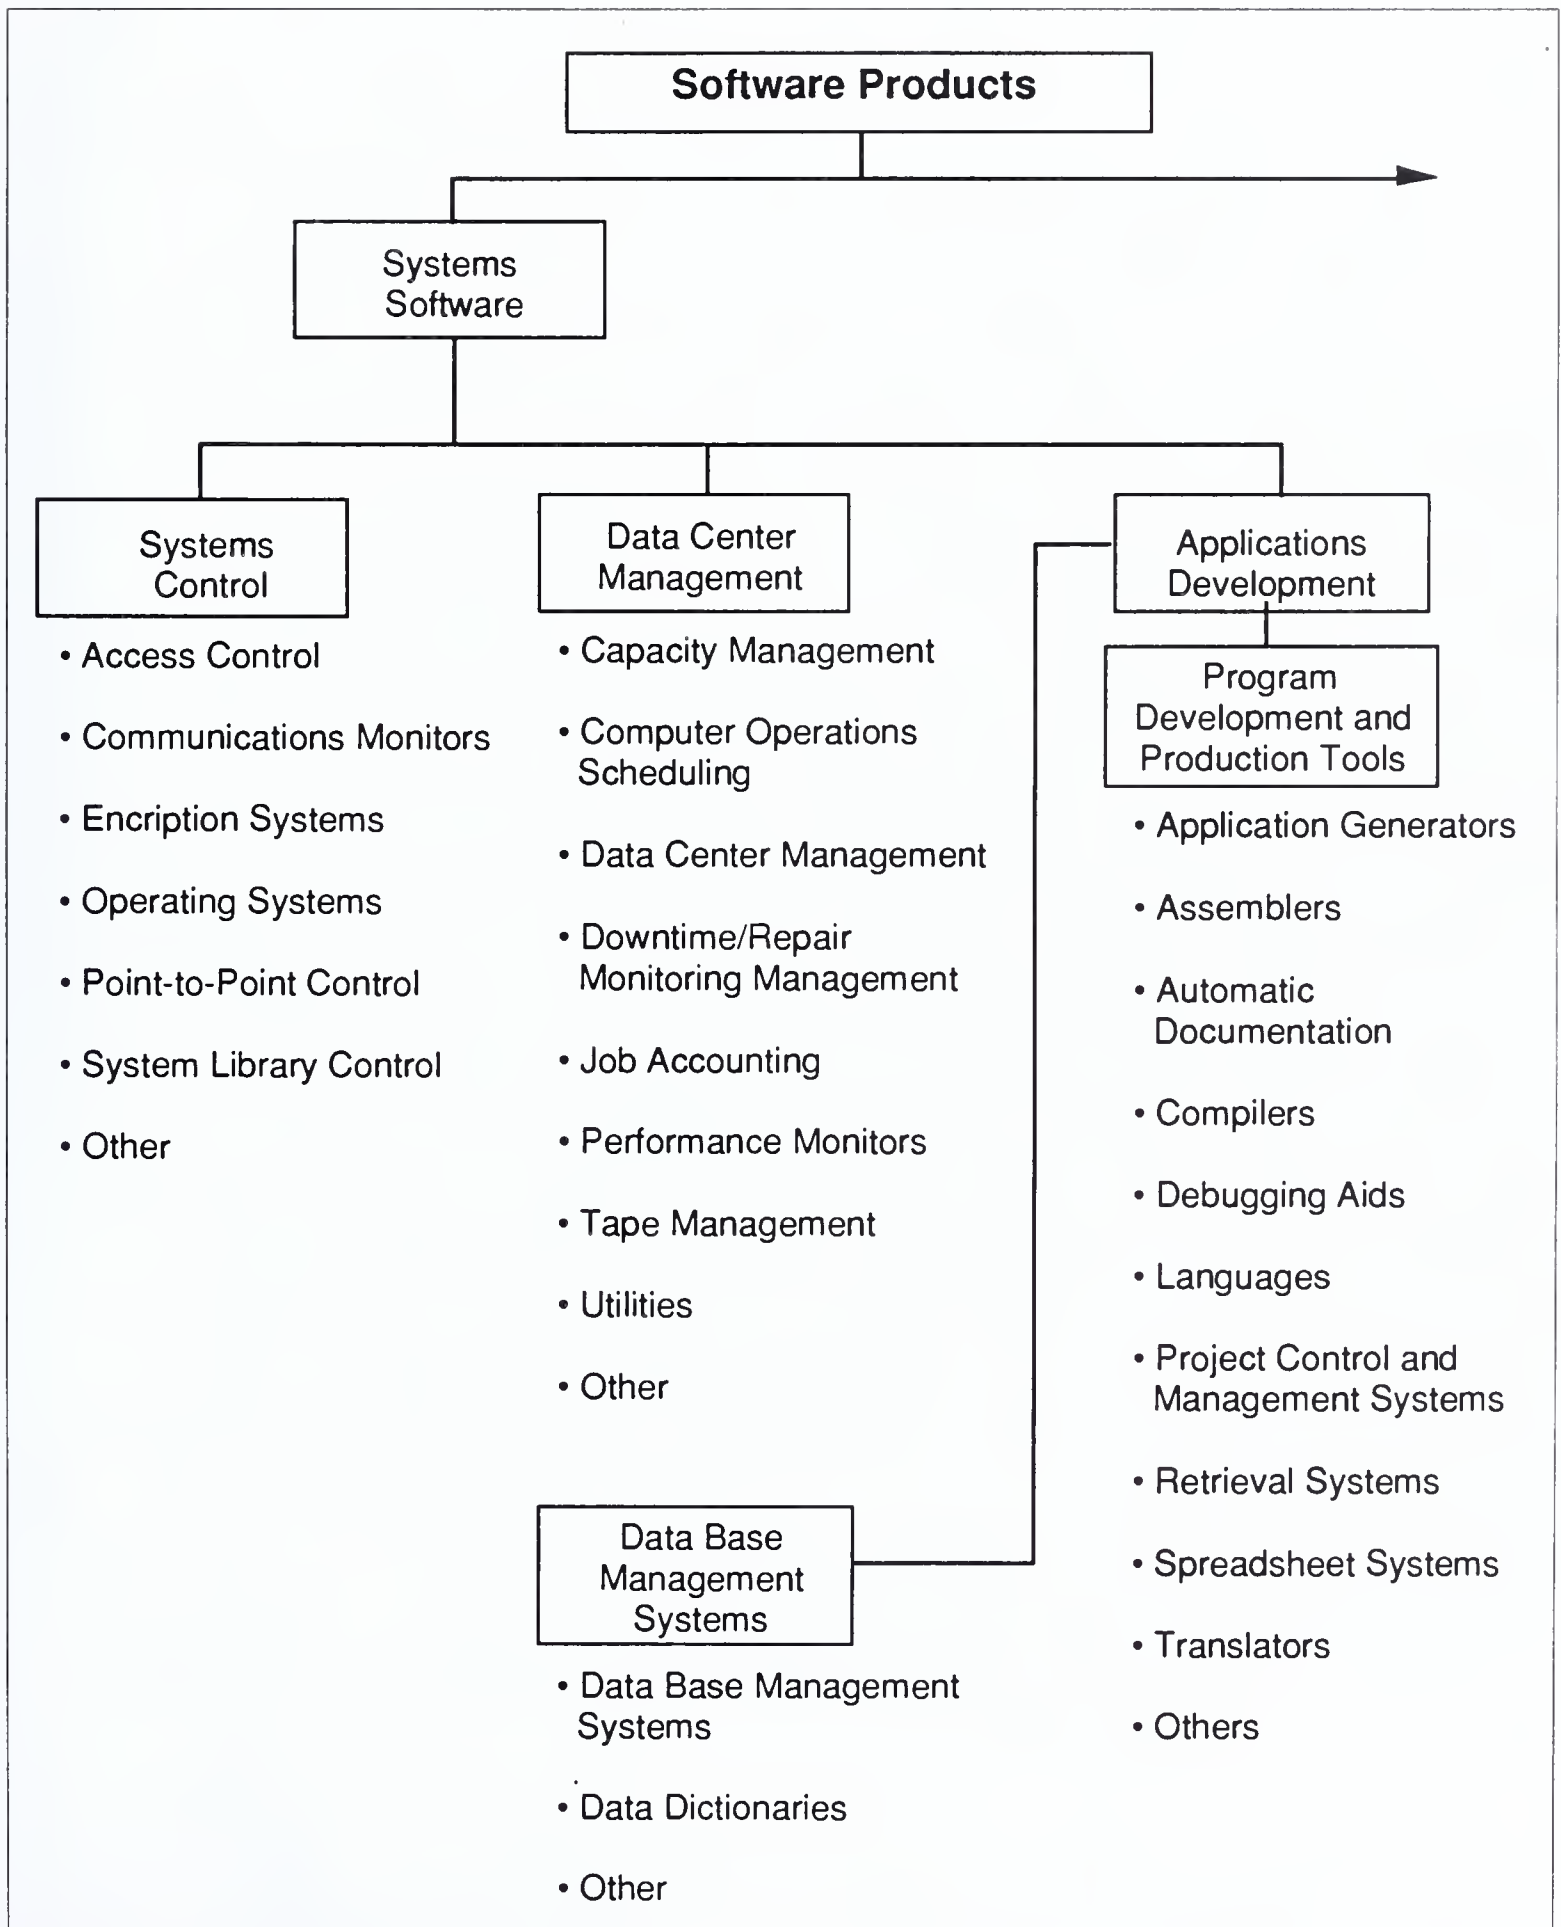 Software Products
Systems
Software
Systems
Control
• Access Control
• Communications Monitors
• Encription Systems
• Operating Systems
• Point-to-Point Control
• System Library Control
• Other
Data Center
Management
• Capacity Management
• Computer Operations
Scheduling
• Data Center Management
• Downtime/Repair
Monitoring Management
• Job Accounting
• Performance Monitors
• Tape Management
• Utilities
• Other
Data Base
Management
Systems
• Data Base Management
Systems
• Data Dictionaries
• Other
Applications
Development
Program
Development and
Production Tools
• Application Generators
• Assemblers
• Automatic
Documentation
• Compilers
• Debugging Aids
• Languages
• Project Control and
Management Systems
• Retrieval Systems
• Spreadsheet Systems
• Translators
• Others